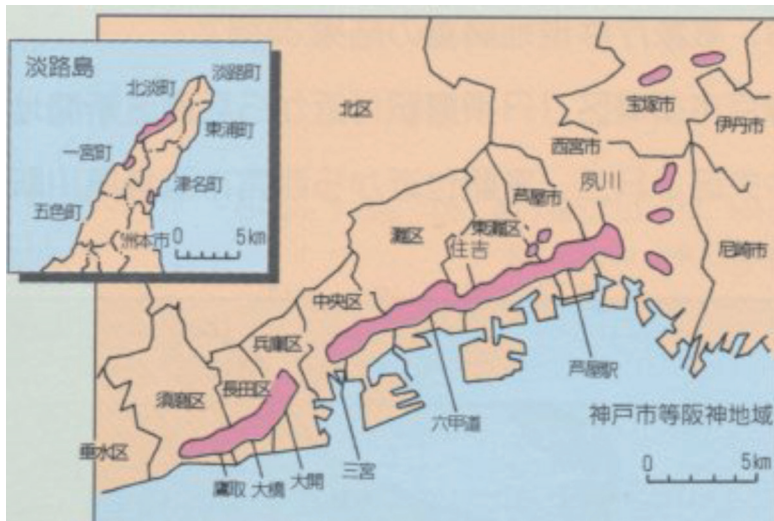 淡路島
淡路町
北淡町
東浦町
一宮町
津名町
五色町
洲本市
0 5km
北区
宝塚市
伊丹市
西宮市
夙川
芦屋市
東灘区
住吉
灘区
尼崎市
中央区
兵庫区
長田区
須磨区
垂水区
芦屋駅
六甲道
三宮
大開
大橋
鷹取
神戸市等阪神地域
0 5km